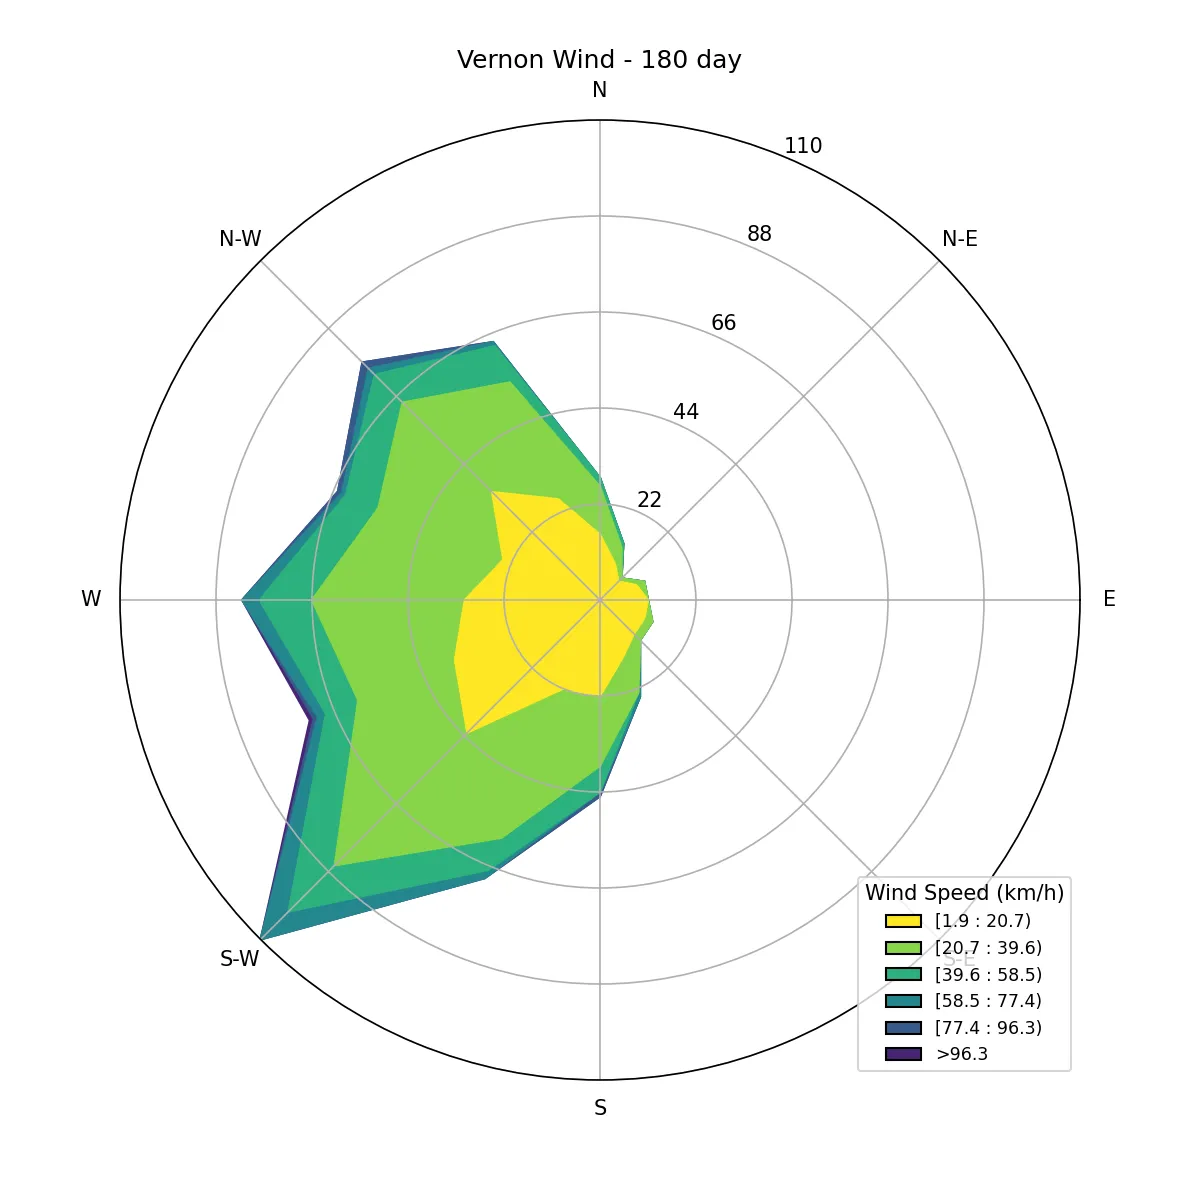 Vernon Wind - 180 day
N
110
N-W
88
N-E
66
44
22
W
E
S-W
S-E
S
Wind Speed (km/h)
[1.9 : 20.7)
[20.7 : 39.6)
[39.6 : 58.5)
[58.5 : 77.4)
[77.4 : 96.3)
>96.3